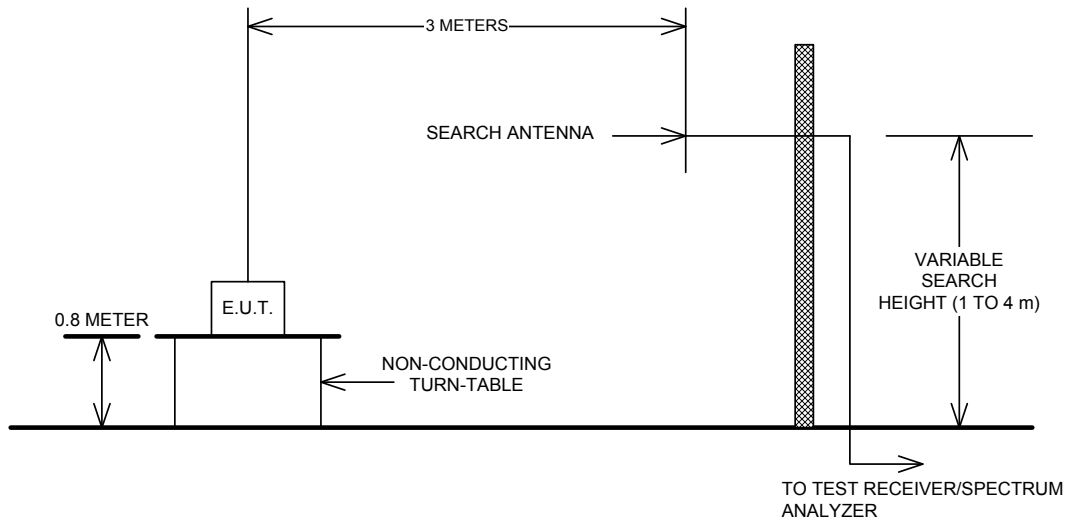 3 METERS
SEARCH ANTENNA
VARIABLE
SEARCH
HEIGHT (1 TO 4 m)
E.U.T.
0.8 METER
NON-CONDUCTING
TURN-TABLE
TO TEST RECEIVER/SPECTRUM
ANALYZER